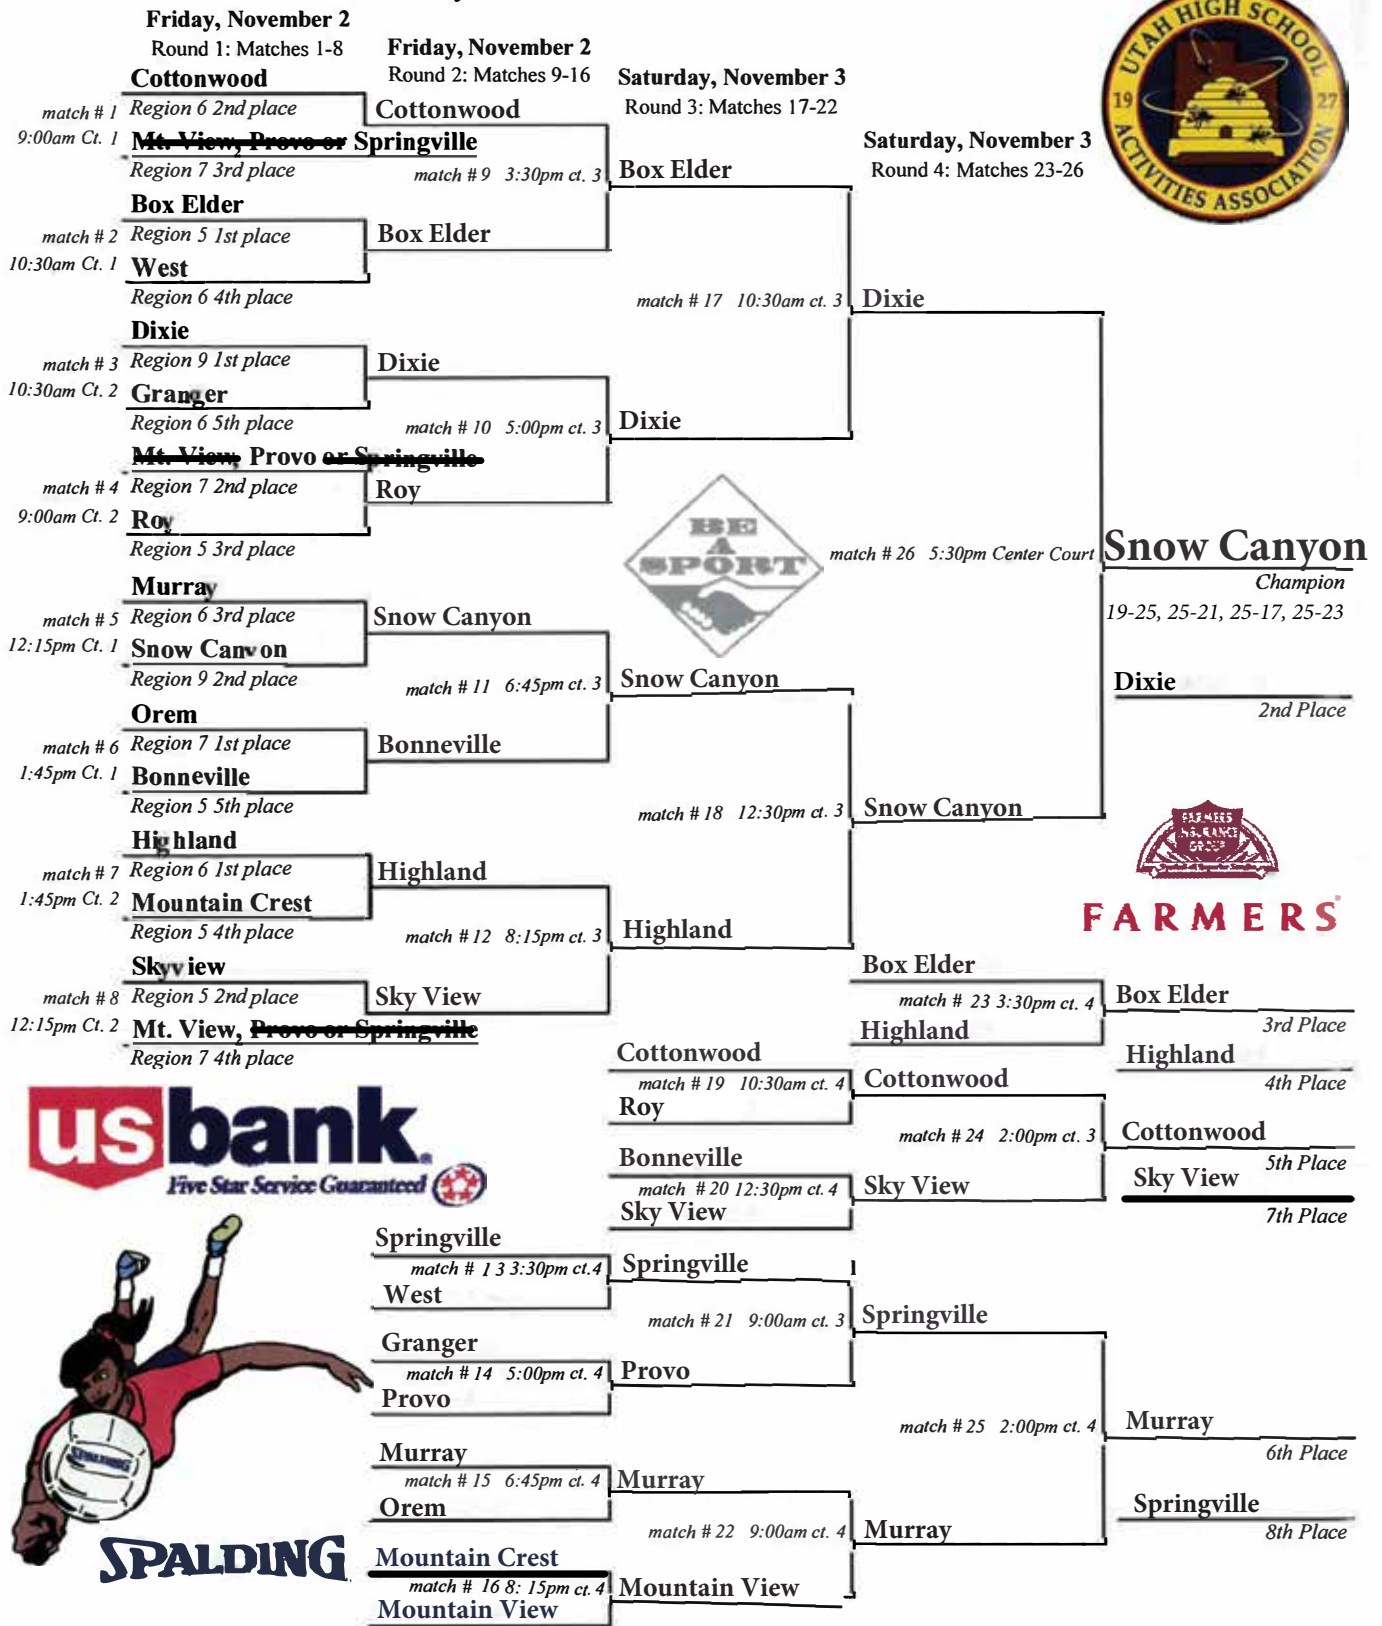 Friday, November 2
Round 1: Matches 1-8
Friday, November 2
Round 2: Matches 9-16
Saturday, November 3
Round 3: Matches 17-22
Saturday, November 3
Round 4: Matches 23-26
UTAH HIGH SCHOOL
19 27
ACTIVITIES ASSOCIATION
Cottonwood
match # 1 Region 6 2nd place
9:00am Ct. 1 Mt. View, Provo or Springville
Region 7 3rd place
Box Elder
match # 2 Region 5 1st place
10:30am Ct. 1 West
Region 6 4th place
Dixie
match # 3 Region 9 1st place
10:30am Ct. 2 Granger
Region 6 5th place
Mt. View, Provo or Springville
match # 4 Region 7 2nd place
9:00am Ct. 2 Roy
Region 5 3rd place
Murray
match # 5 Region 6 3rd place
12:15pm Ct. 1 Snow Canyon
Region 9 2nd place
Orem
match # 6 Region 7 1st place
1:45pm Ct. 1 Bonneville
Region 5 5th place
Highland
match # 7 Region 6 1st place
1:45pm Ct. 2 Mountain Crest
Region 5 4th place
Skyview
match # 8 Region 5 2nd place
12:15pm Ct. 2 Mt. View, Provo or Springville
Region 7 4th place
Cottonwood
match # 9 3:30pm ct. 3
Box Elder
Dixie
match # 10 5:00pm ct. 3
Roy
Snow Canyon
match # 11 6:45pm ct. 3
Bonneville
Highland
match # 12 8:15pm ct. 3
Sky View
Box Elder
match # 17 10:30am ct. 3
Dixie
Snow Canyon
match # 18 12:30pm ct. 3
Highland
Dixie
match # 26 5:30pm Center Court
Snow Canyon
BE
A
SPORT
Snow Canyon
Champion
19-25, 25-21, 25-17, 25-23
Dixie
2nd Place
FARMERS
INSURANCE
GROUP
FARMERS
Box Elder
match # 23 3:30pm ct. 4
Highland
Box Elder
3rd Place
Highland
4th Place
Cottonwood
match # 19 10:30am ct. 4
Roy
Cottonwood
match # 24 2:00pm ct. 3
Bonneville
match # 20 12:30pm ct. 4
Sky View
Sky View
Cottonwood
5th Place
Sky View
7th Place
usbank
Five Star Service Guaranteed
Springville
match # 1 3 3:30pm ct.4
West
Granger
match # 14 5:00pm ct. 4
Provo
Murray
match # 15 6:45pm ct. 4
Orem
Mountain Crest
match # 16 8: 15pm ct. 4
Mountain View
Springville
match # 21 9:00am ct. 3
Provo
Murray
match # 22 9:00am ct. 4
Mountain View
Springville
match # 25 2:00pm ct. 4
Murray
Murray
6th Place
Springville
8th Place
SPALDING
SPALDING